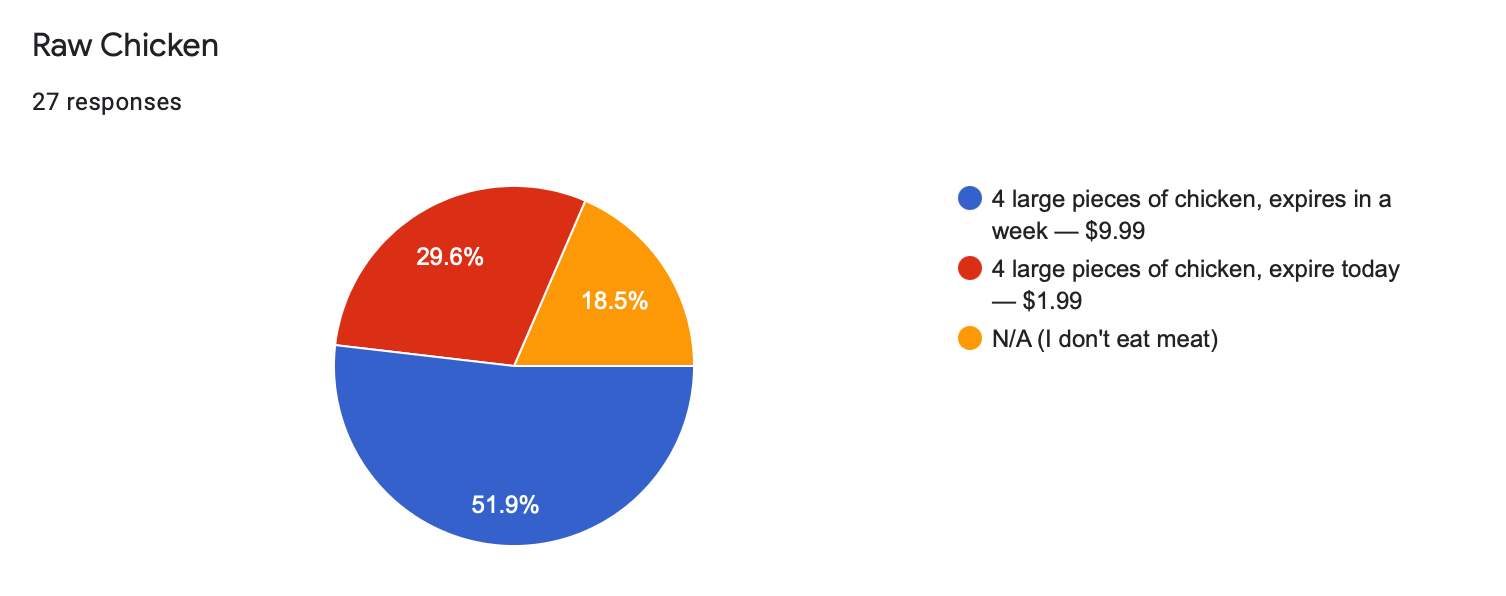 Raw Chicken
27 responses
29.6%
18.5%
51.9%
4 large pieces of chicken, expires in a
week — $9.99
4 large pieces of chicken, expire today
— $1.99
N/A (I don't eat meat)